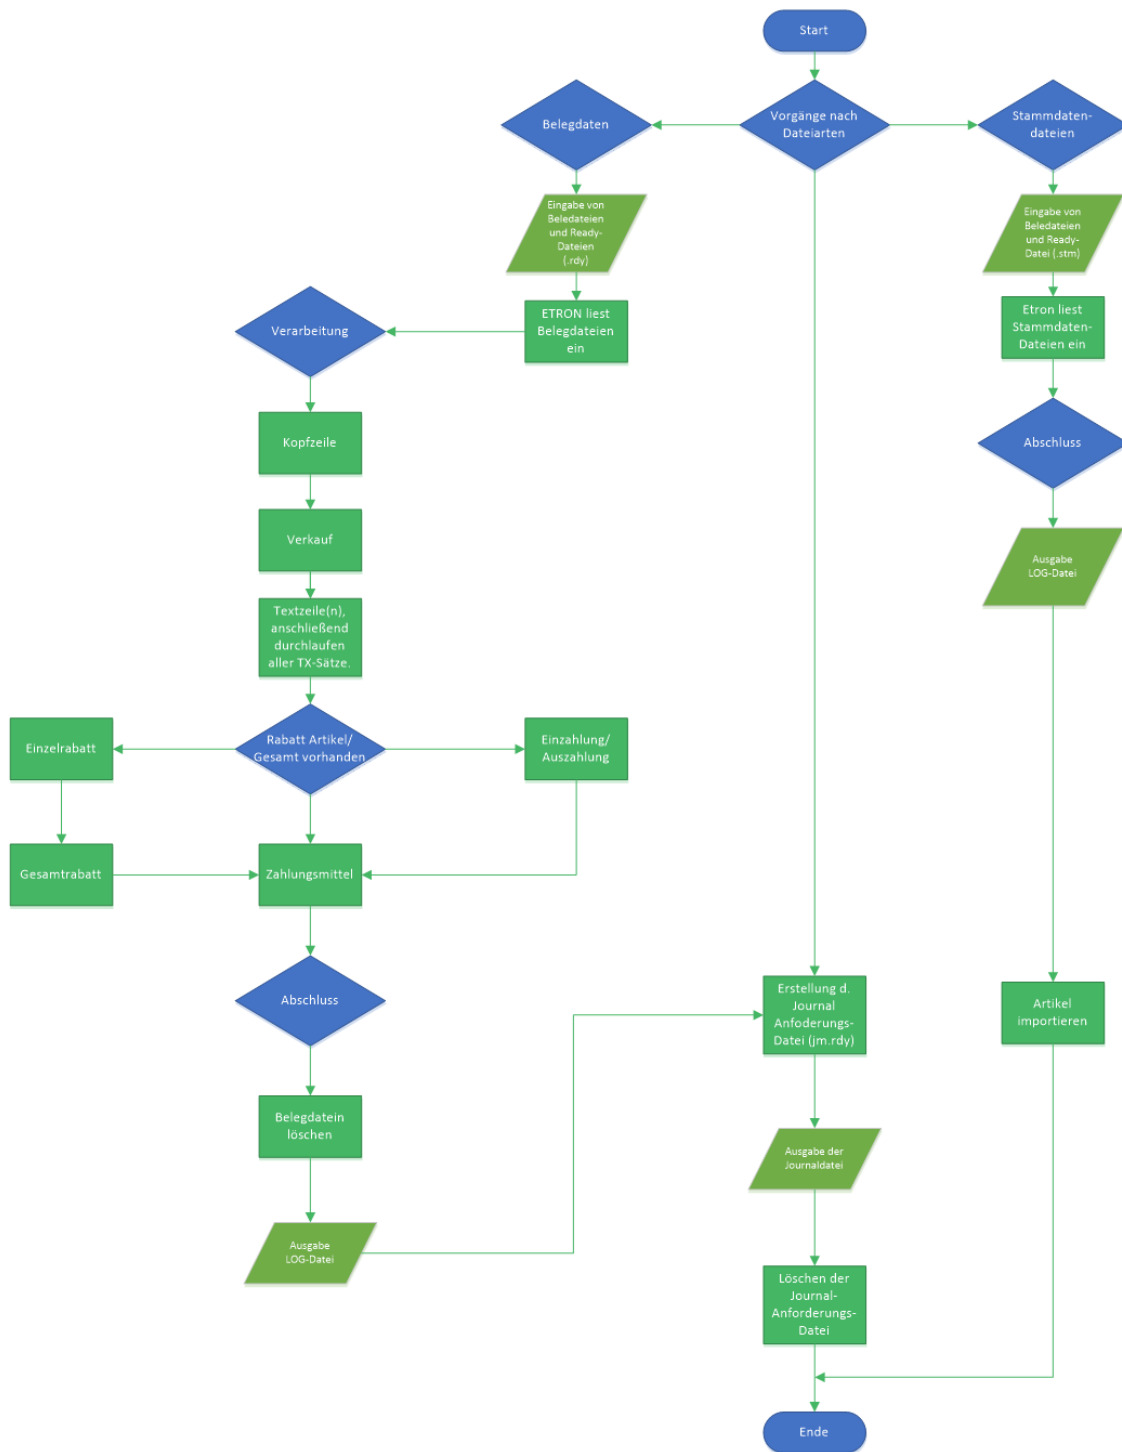 Start
Belegdaten
Vorgänge nach
Dateiarten
Stammdaten-
dateien
Eingabe von
Beledateien
und Ready-
Dateien
(.rdy)
Eingabe von
Beledateien
und Ready-
Datei (.stm)
Verarbeitung
ETRON liest
Belegdateien
ein
Etron liest
Stammdaten-
Dateien ein
Kopfzeile
Abschluss
Verkauf
Ausgabe
LOG-Datei
Textzeile(n),
anschließend
durchlaufen
aller TX-Sätze.
Einzelrabatt
Rabatt Artikel/
Gesamt vorhanden
Einzahlung/
Auszahlung
Gesamtrabatt
Zahlungsmittel
Abschluss
Erstellung d.
Journal
Anfoderungs-
Datei (jm.rdy)
Artikel
importieren
Belegdatein
löschen
Ausgabe der
Journaldatei
Ausgabe
LOG-Datei
Löschen der
Journal-
Anforderungs-
Datei
Ende